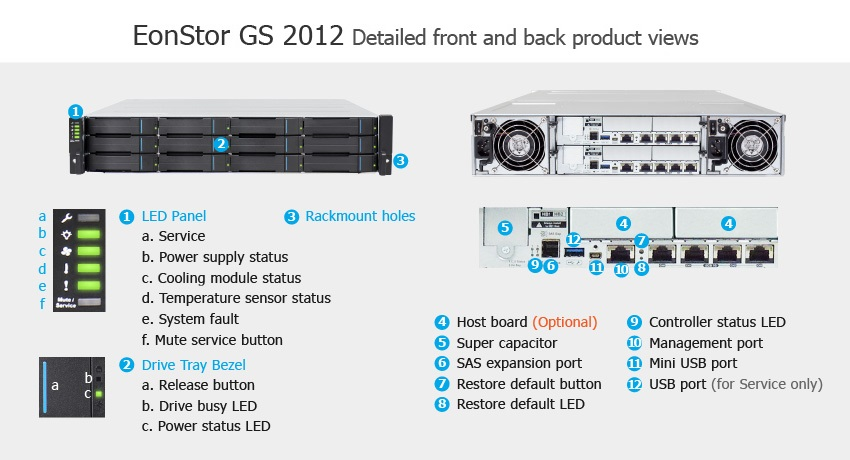 EonStor GS 2012 Detailed front and back product views
1
2
3
a
b
c
d
e
f
Mute / Service
1 LED Panel
a. Service
b. Power supply status
c. Cooling module status
d. Temperature sensor status
e. System fault
f. Mute service button
3 Rackmount holes
a
b
c
2 Drive Tray Bezel
a. Release button
b. Drive busy LED
c. Power status LED
5
4
4
12
7
9
6
11
10
8
4 Host board (Optional)
5 Super capacitor
6 SAS expansion port
7 Restore default button
8 Restore default LED
9 Controller status LED
10 Management port
11 Mini USB port
12 USB port (for Service only)